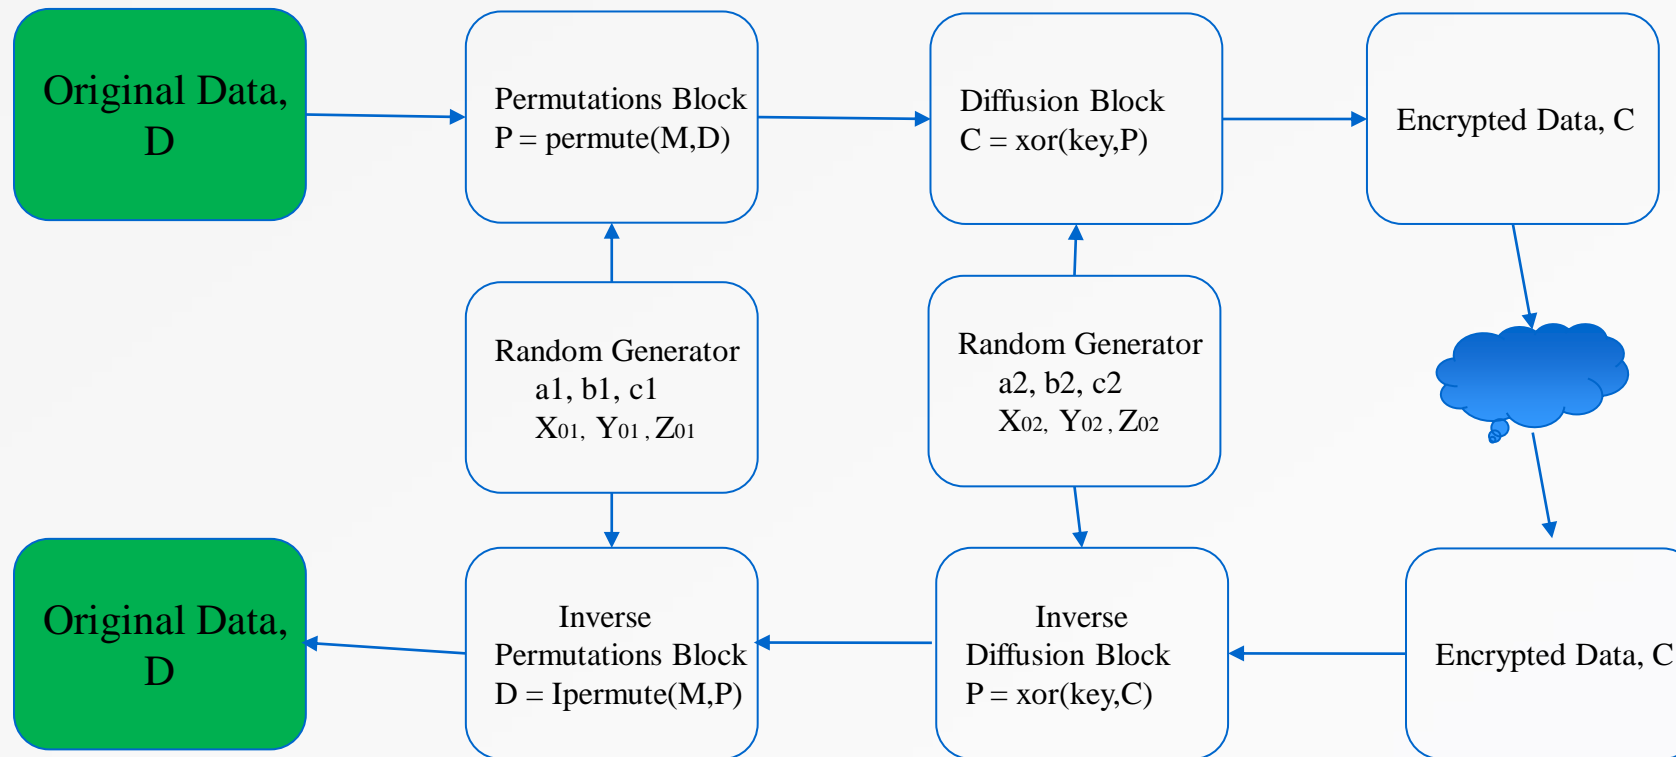 Original Data,
D
Permutations Block
P = permute(M,D)
Diffusion Block
C = xor(key,P)
Encrypted Data, C
Random Generator
a1, b1, c1
X01, Y01 , Z01
Random Generator
a2, b2, c2
X02, Y02 , Z02
Original Data,
D
Inverse
Permutations Block
D = Ipermute(M,P)
Inverse
Diffusion Block
P = xor(key,C)
Encrypted Data, C